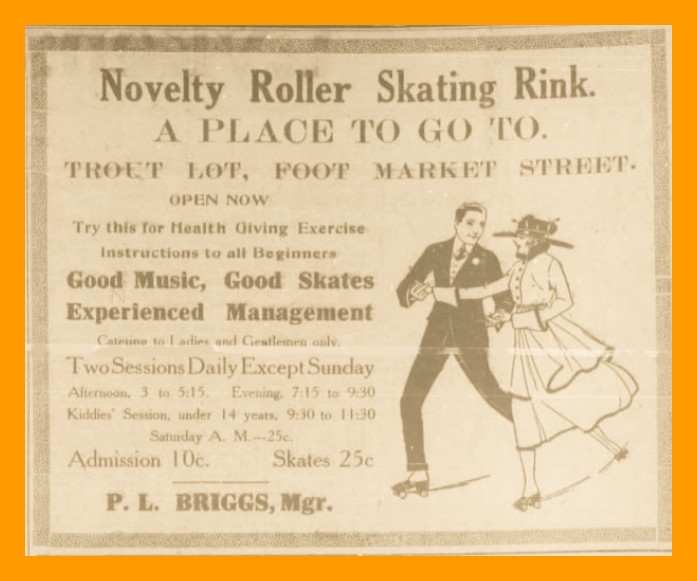 Novelty Roller Skating Rink.
A PLACE TO GO TO.
TROUT LOT, FOOT MARKET STREET.
OPEN NOW
Try this for Health Giving Exercise
Instructions to all Beginners
Good Music, Good Skates
Experienced Management
Catering to Ladies and Gentlemen only.
Two Sessions Daily Except Sunday
Afternoon, 3 to 5:15. Evening, 7:15 to 9:30
Kiddies' Session, under 14 years, 9:30 to 11:30
Saturday A. M.—25c.
Admission 10c. Skates 25c
P. L. BRIGGS, Mgr.